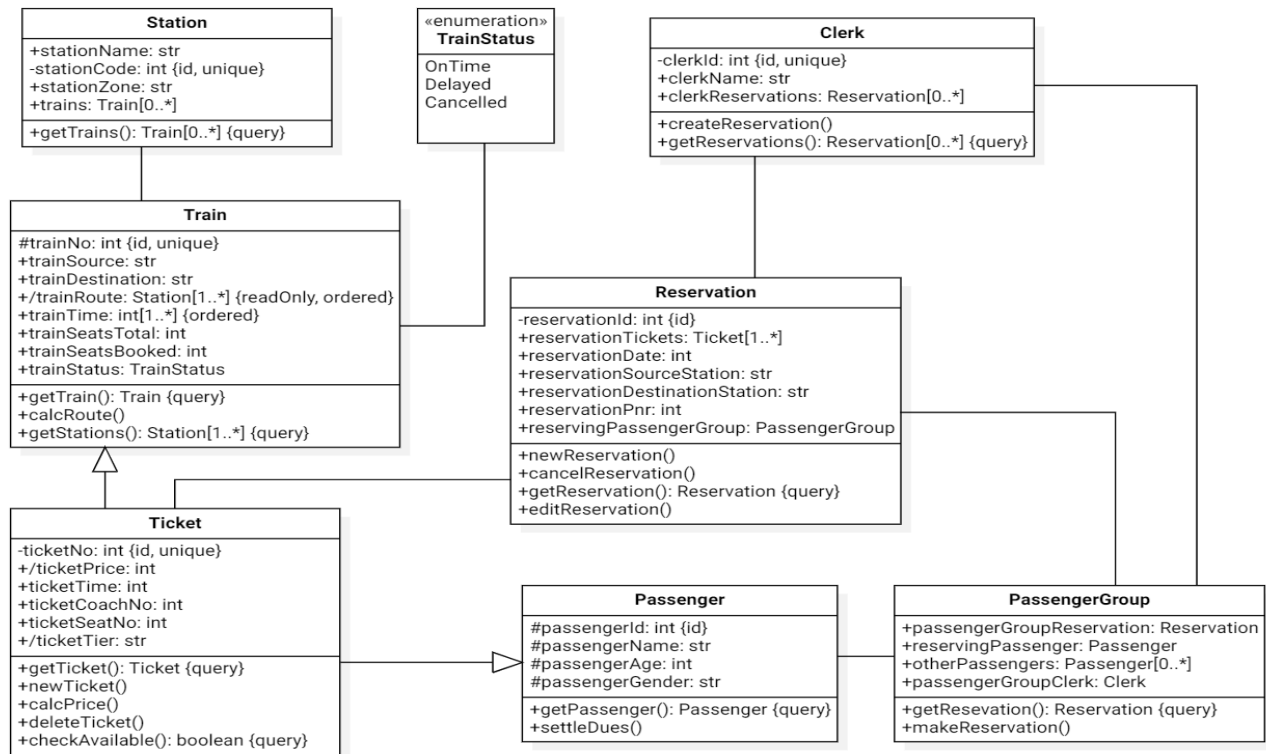 Station
+stationName: str
-stationCode: int {id, unique}
+stationZone: str
+trains: Train[0..*]
+getTrains(): Train[0..*] {query}
«enumeration»
TrainStatus
OnTime
Delayed
Cancelled
Clerk
-clerkId: int {id, unique}
+clerkName: str
+clerkReservations: Reservation[0..*]
+createReservation()
+getReservations(): Reservation[0..*] {query}
Train
#trainNo: int {id, unique}
+trainSource: str
+trainDestination: str
+/trainRoute: Station[1..*] {readOnly, ordered}
+trainTime: int[1..*] {ordered}
+trainSeatsTotal: int
+trainSeatsBooked: int
+trainStatus: TrainStatus
+getTrain(): Train {query}
+calcRoute()
+getStations(): Station[1..*] {query}
Reservation
-reservationId: int {id}
+reservationTickets: Ticket[1..*]
+reservationDate: int
+reservationSourceStation: str
+reservationDestinationStation: str
+reservationPnr: int
+reservingPassengerGroup: PassengerGroup
+newReservation()
+cancelReservation()
+getReservation(): Reservation {query}
+editReservation()
Ticket
-ticketNo: int {id, unique}
+/ticketPrice: int
+ticketTime: int
+ticketCoachNo: int
+ticketSeatNo: int
+/ticketTier: str
+getTicket(): Ticket {query}
+newTicket()
+calcPrice()
+deleteTicket()
+checkAvailable(): boolean {query}
Passenger
#passengerId: int {id}
#passengerName: str
#passengerAge: int
#passengerGender: str
+getPassenger(): Passenger {query}
+settleDues()
PassengerGroup
+passengerGroupReservation: Reservation
+reservingPassenger: Passenger
+otherPassengers: Passenger[0..*]
+passengerGroupClerk: Clerk
+getResevation(): Reservation {query}
+makeReservation()